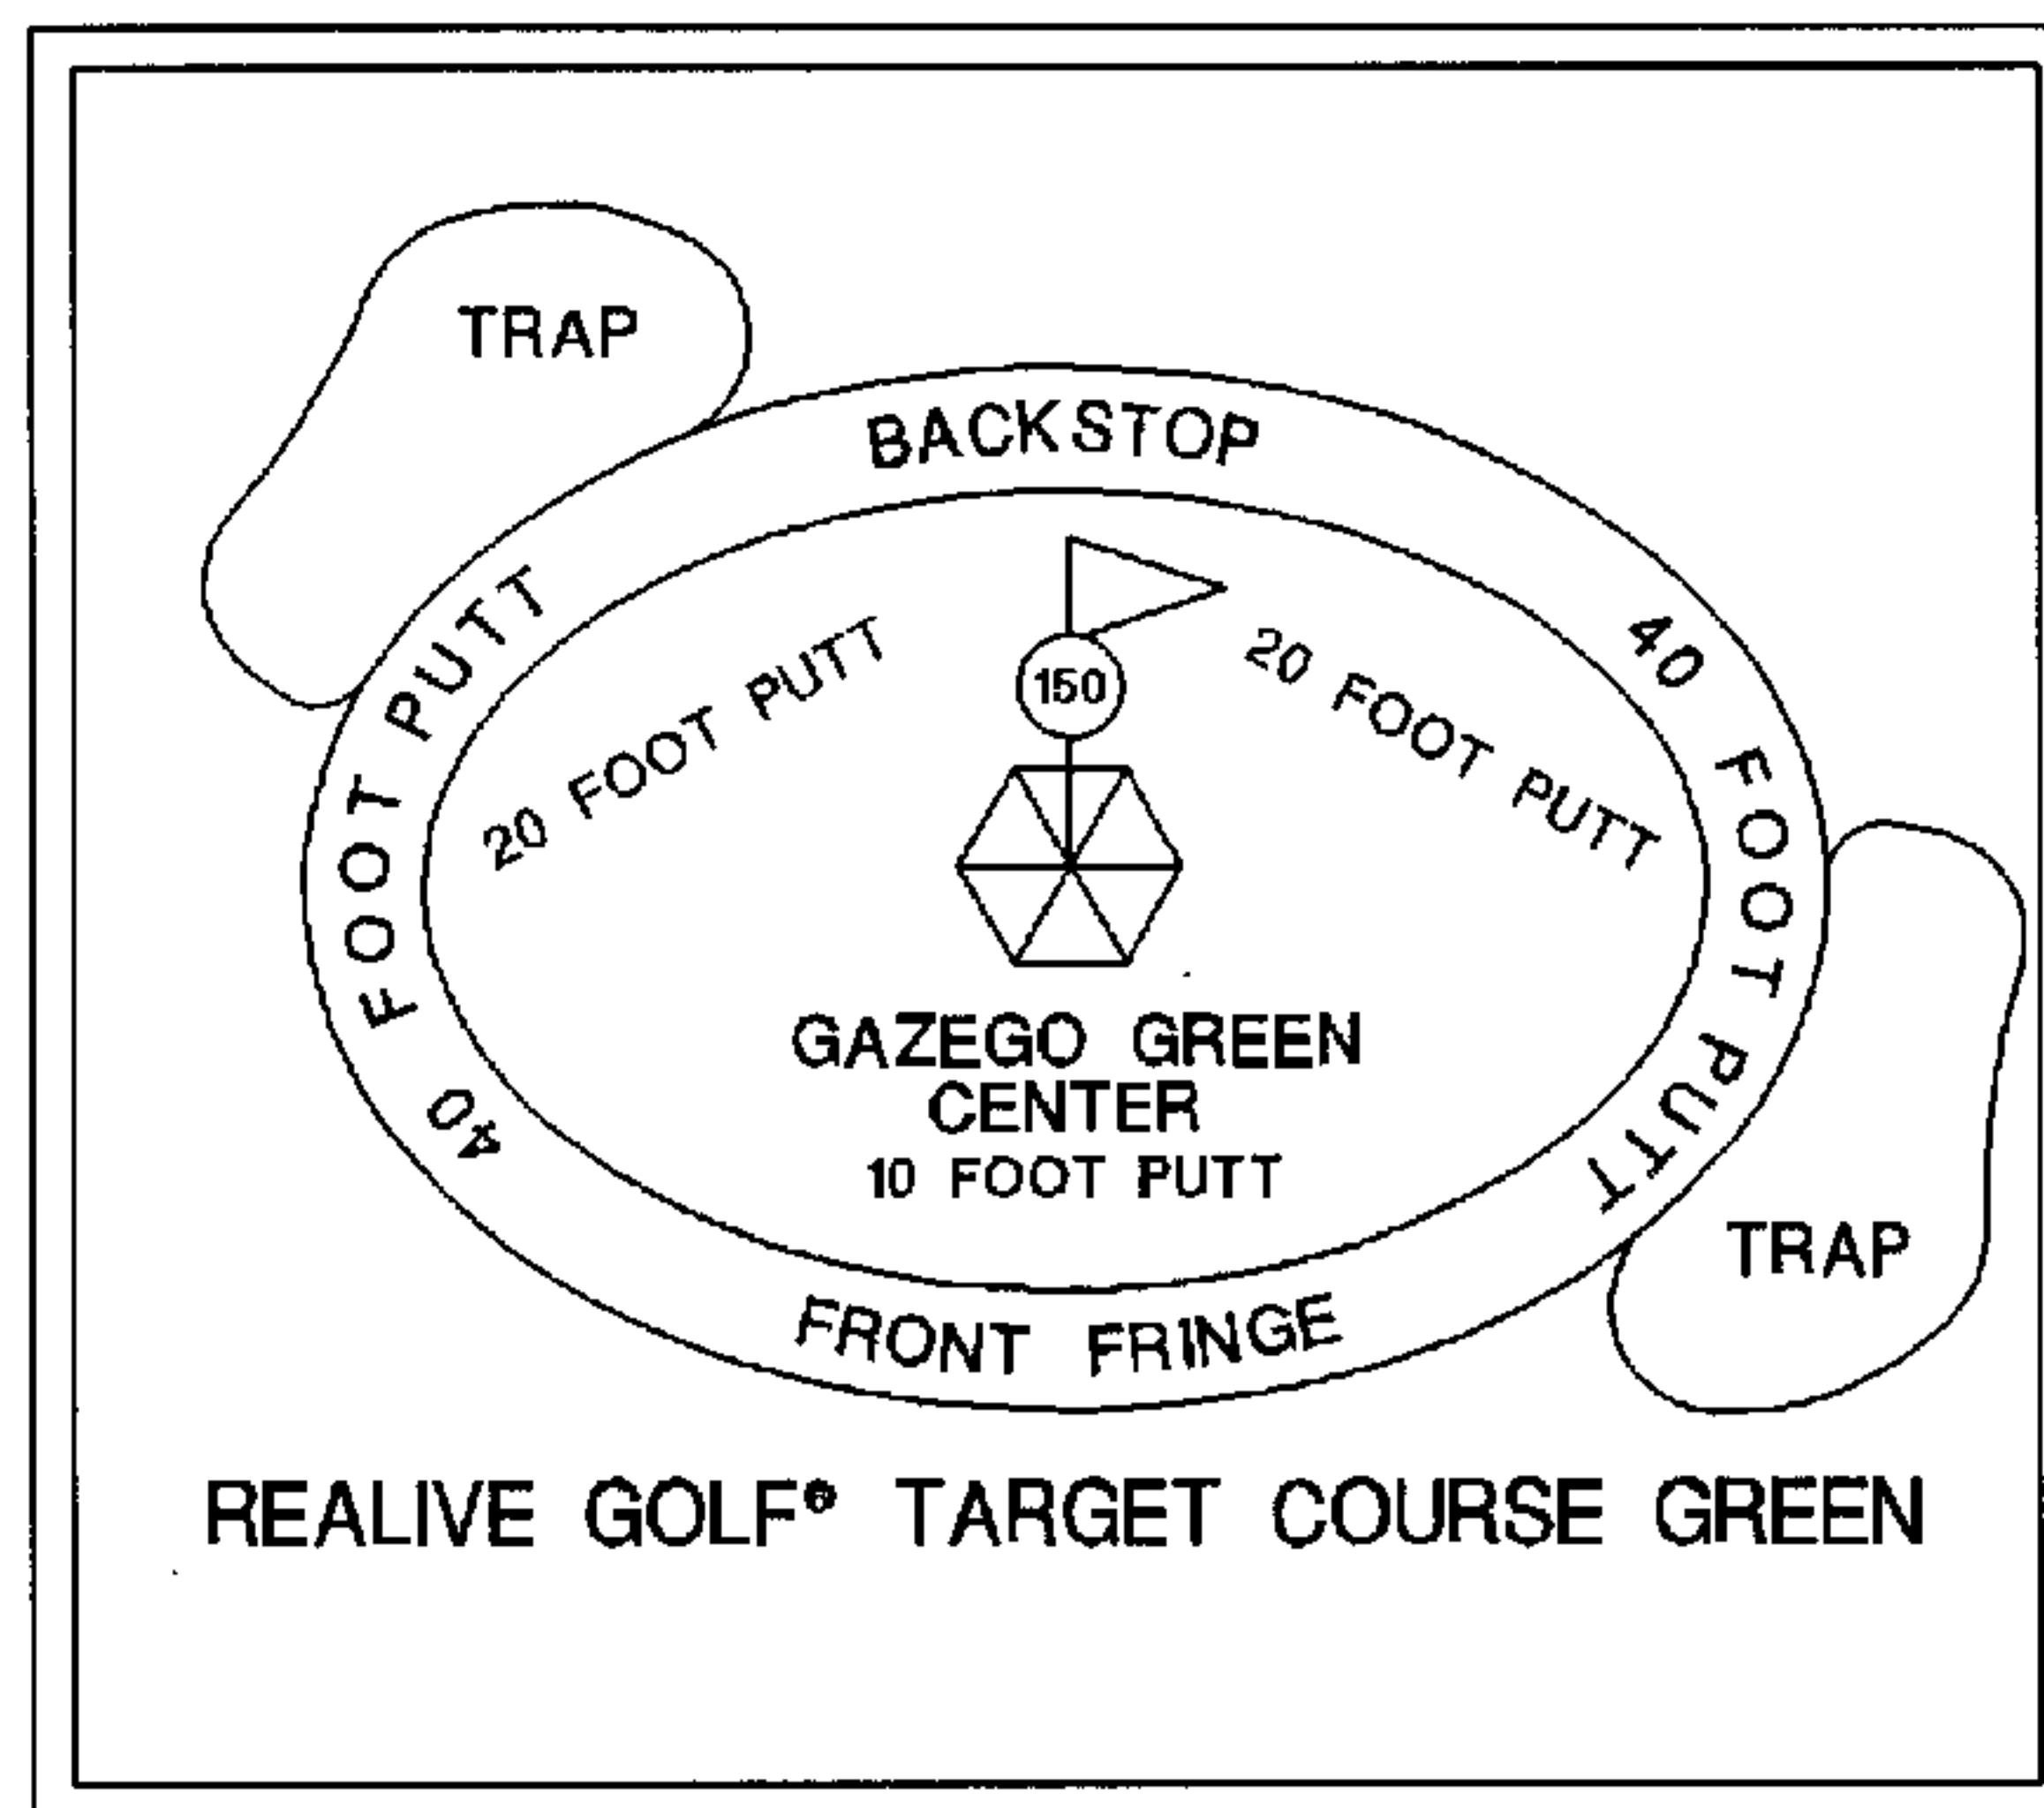 TRAP
BACKSTOP
40 FOOT PUTT
40 FOOT PUTT
20 FOOT PUTT
20 FOOT PUTT
150
GAZEGO GREEN
CENTER
10 FOOT PUTT
TRAP
FRONT FRINGE
REALIVE GOLF® TARGET COURSE GREEN